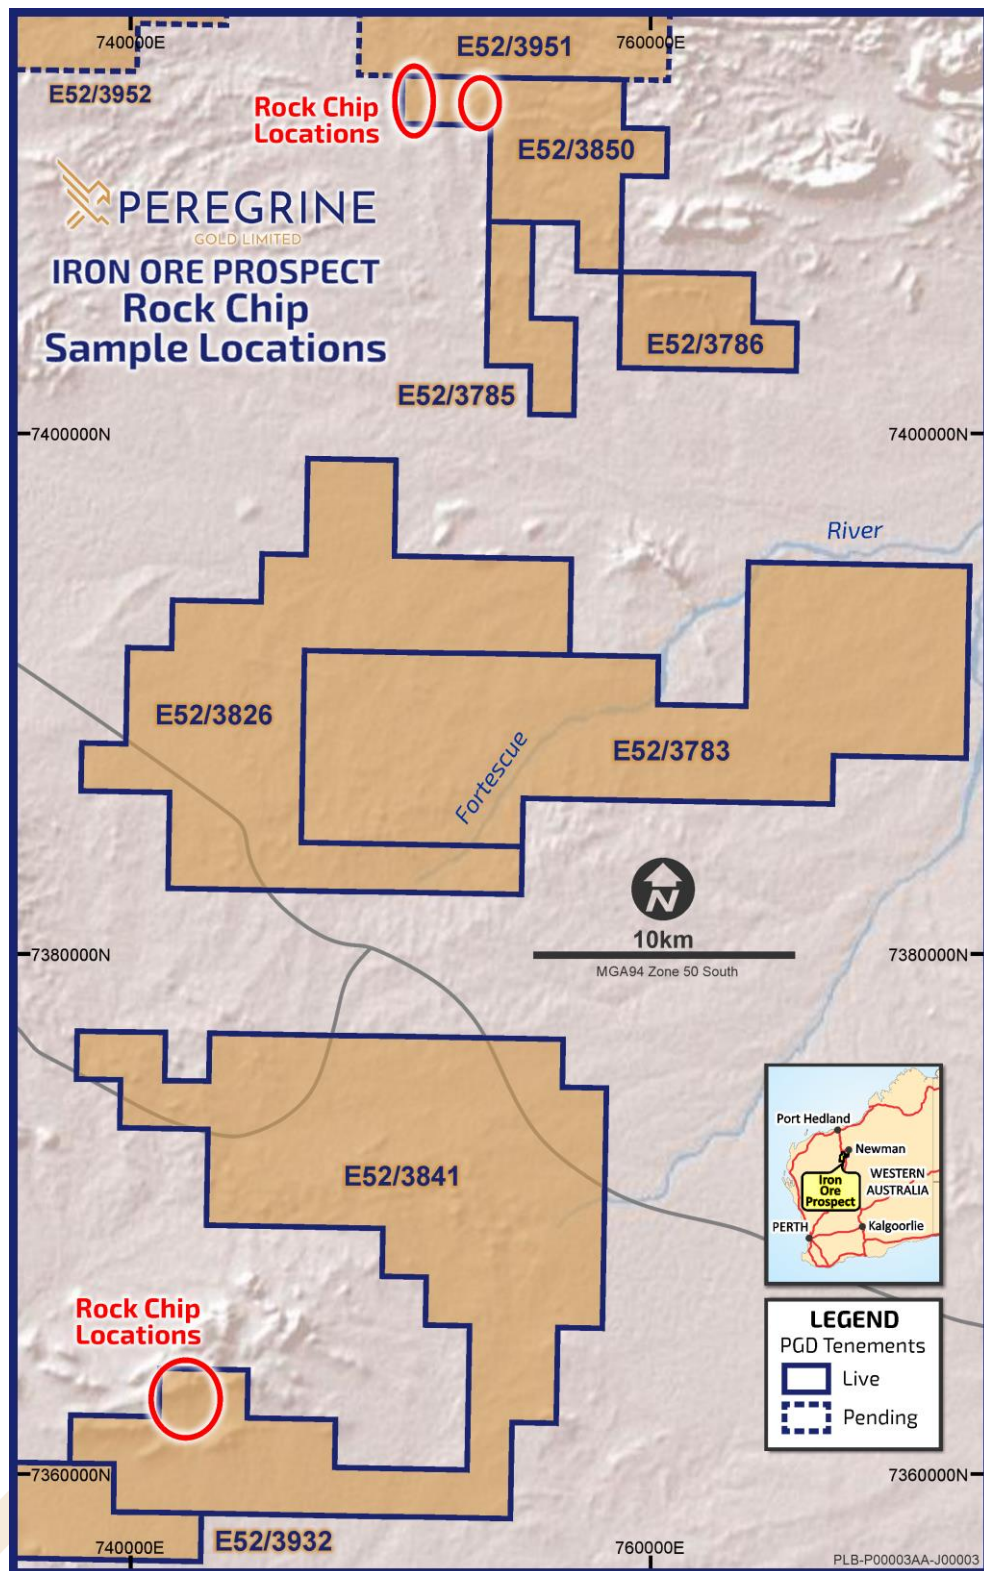 740000E
E52/3951
760000E
E52/3952
Rock Chip
Locations
E52/3850
PEREGRINE
GOLD LIMITED
IRON ORE PROSPECT
Rock Chip
Sample Locations
E52/3786
E52/3785
7400000N
7400000N
River
E52/3826
E52/3783
Fortescue
N
10km
MGA94 Zone 50 South
7380000N
7380000N
E52/3841
Port Hedland
Newman
Iron
Ore
Prospect
WESTERN
AUSTRALIA
PERTH
Kalgoorlie
Rock Chip
Locations
LEGEND
PGD Tenements
Live
Pending
7360000N
7360000N
E52/3932
740000E
760000E
PLB-P00003AA-J00003